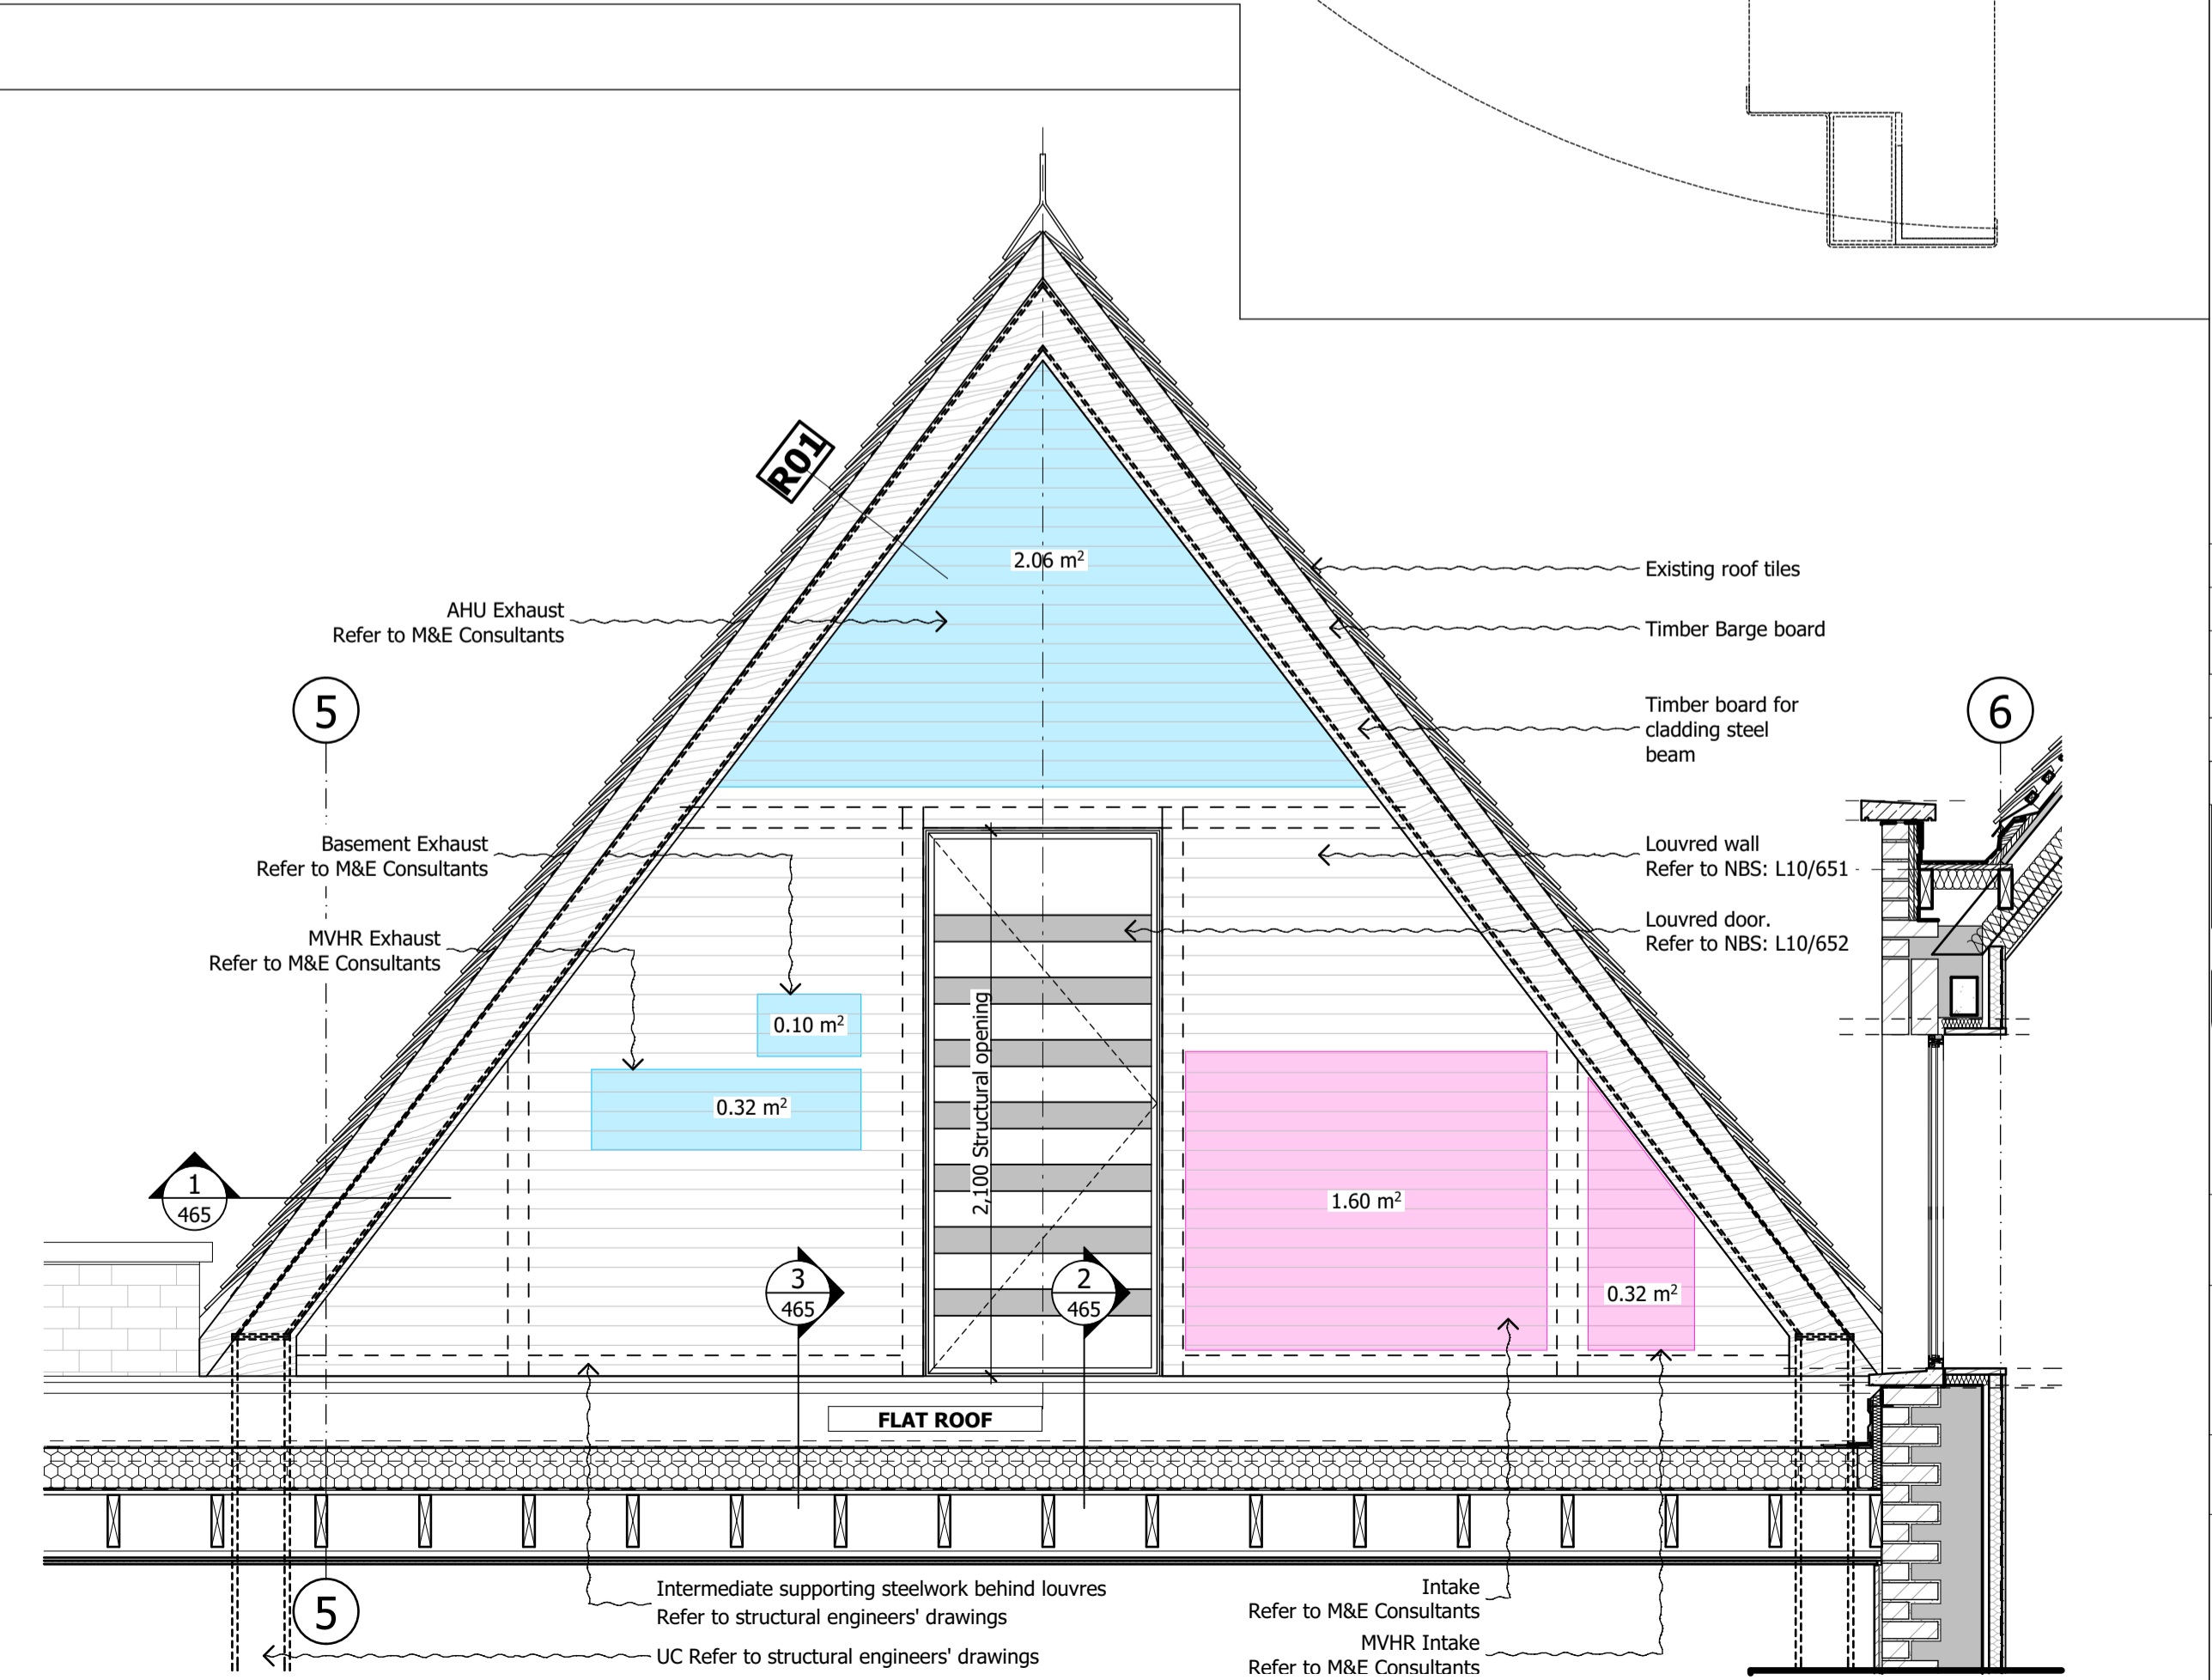 R01
2.06 m²
Existing roof tiles
AHU Exhaust
Refer to M&E Consultants
Timber Barge board
5
6
Timber board for
cladding steel
beam
Basement Exhaust
Refer to M&E Consultants
Louvred wall
Refer to NBS: L10/651
Louvred door.
Refer to NBS: L10/652
MVHR Exhaust
Refer to M&E Consultants
0.10 m²
0.32 m²
2,100 Structural opening
1
465
1.60 m²
3
465
2
465
0.32 m²
FLAT ROOF
5
Intermediate supporting steelwork behind louvres
Refer to structural engineers' drawings
UC Refer to structural engineers' drawings
Intake
Refer to M&E Consultants
MVHR Intake
Refer to M&E Consultants